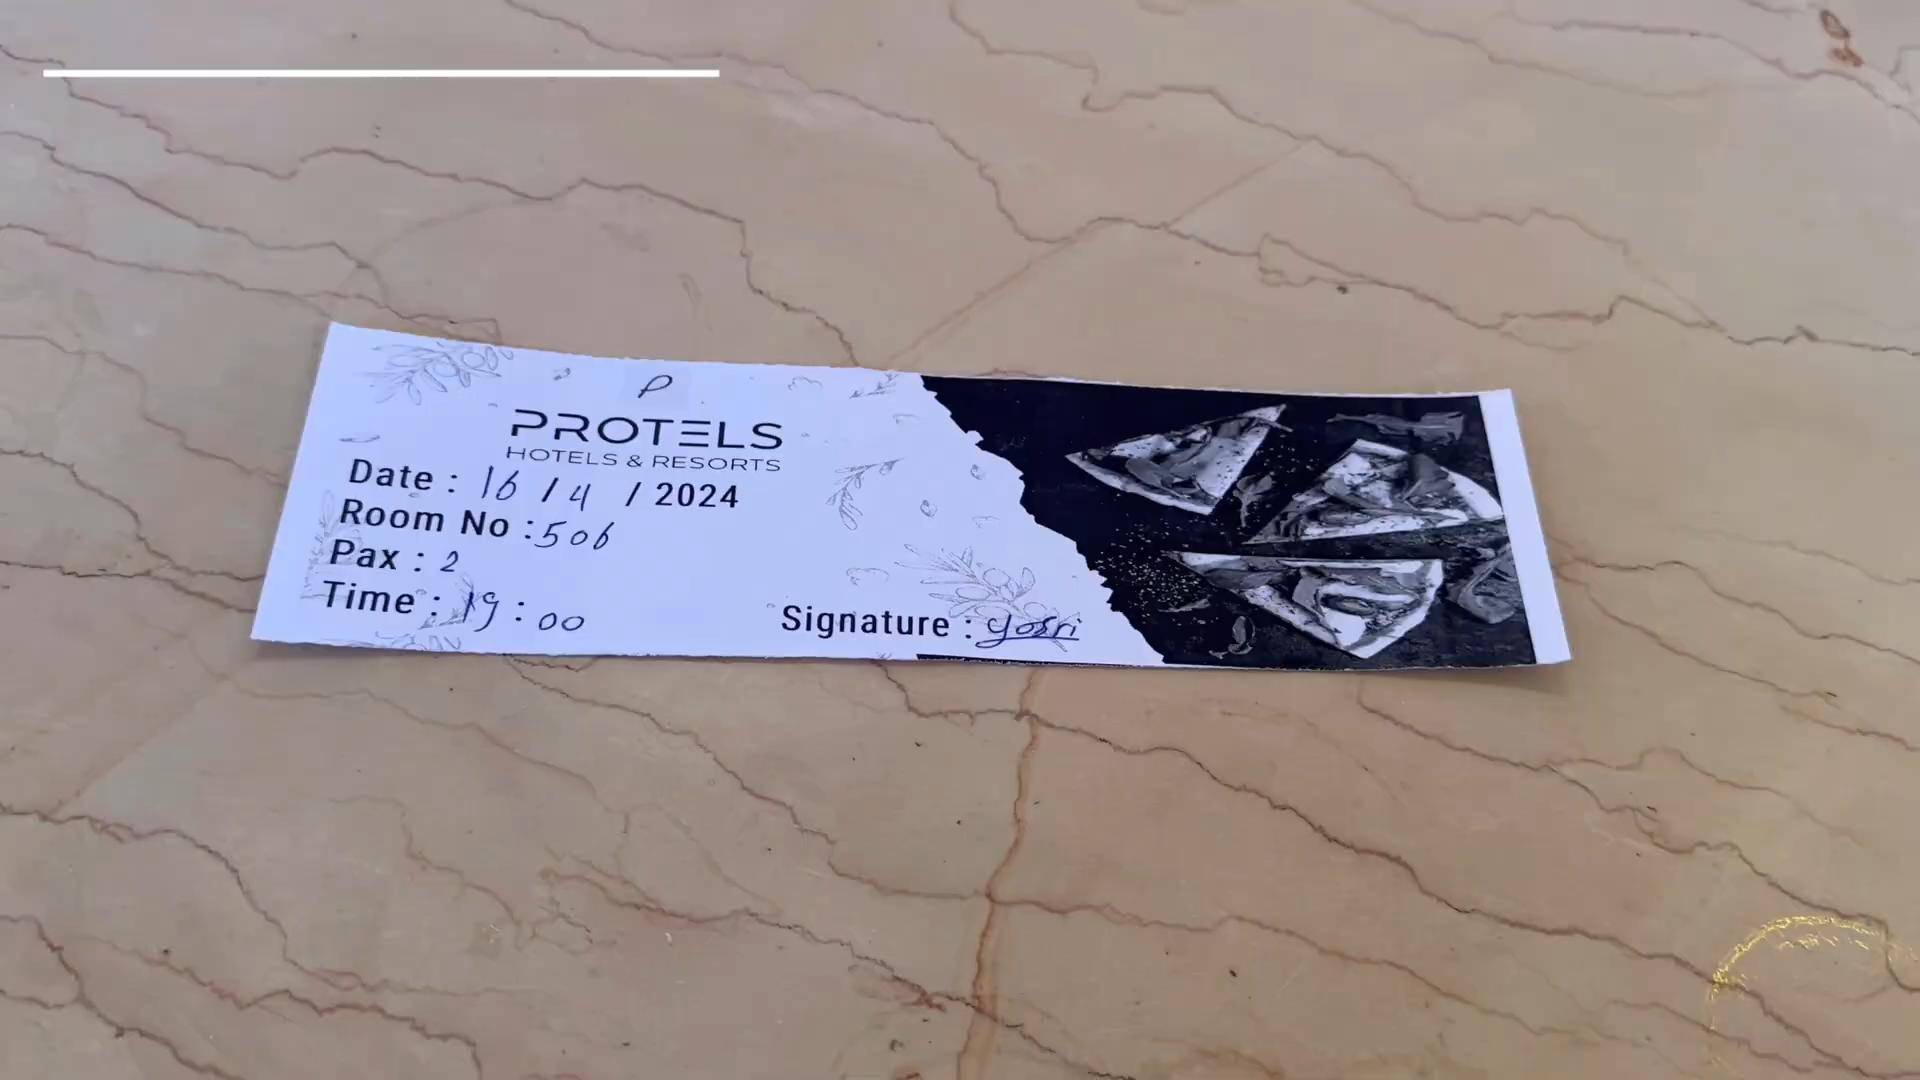 P
PROTELS
HOTELS & RESORTS
Date : 16 / 4 / 2024
Room No : 506
Pax : 2
Time : 19 : 00
Signature : yosri